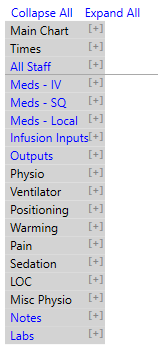 Collapse All Expand All
Main Chart [+]
Times [+]
All Staff [+]
Meds - IV [+]
Meds - SQ [+]
Meds - Local [+]
Infusion Inputs [+]
Outputs [+]
Physio [+]
Ventilator [+]
Positioning [+]
Warming [+]
Pain [+]
Sedation [+]
LOC [+]
Misc Physio [+]
Notes [+]
Labs [+]